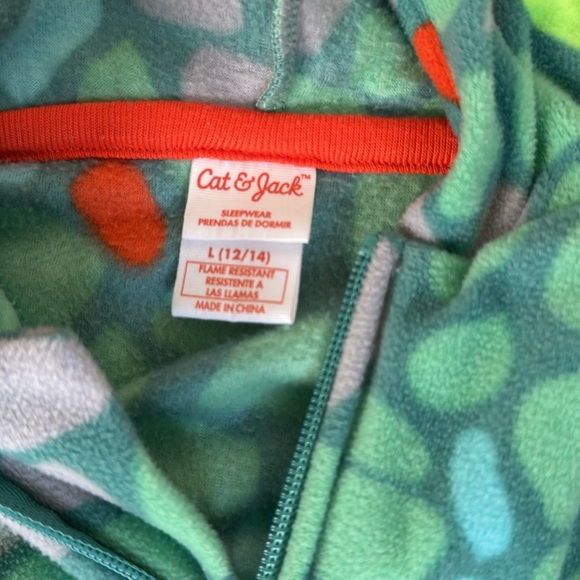 Cat & Jack™
SLEEPWEAR
PRENDAS DE DORMIR
L (12/14)
FLAME RESISTANT
RESISTENTE A
LAS LLAMAS
MADE IN CHINA